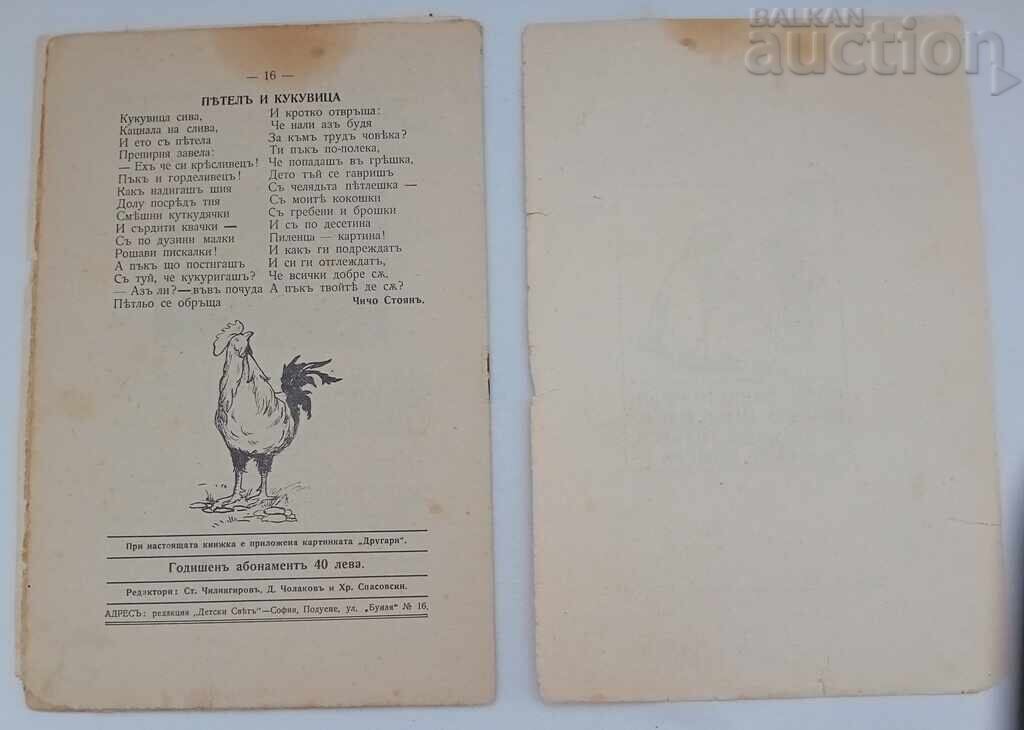 — 16 —
ПѢТЕЛЪ И КУКУВИЦА
Кукувица сива,
Кацнала на слива,
И ето съ пѣтела
Препирня завела:
— Ехъ че си крѣсливецъ!
Пъкъ и горделивецъ!
Какъ надигашъ шия
Долу посрѣдъ тия
Смѣшни куткудячки
И сърдити квачки —
Съ по дузини малки
Рошави пискалки!
А пъкъ що постигашъ
Съ туй, че кукуригашъ?
— Азъ ли? — въвъ почуда
Пѣтльо се обръща
И кротко отвръща:
Че нали азъ будя
За къмъ трудъ човѣка?
Ти пъкъ по-полека,
Че попадашъ въ грѣшка,
Дето тъй се гавришъ
Съ челядьта пѣтлешка —
Съ моитѣ кокошки
Съ гребени и брошки
И съ по десетина
Пиленца — картина!
И какъ ги подреждатъ
И си ги отглеждатъ,
Че всички добре сѫ.
А пъкъ твойтѣ де сѫ?
Чичо Стоянъ.
При настоящата книжка е приложена картинката „Другари“.
Годишенъ абонаментъ 40 лева.
Редактори: Ст. Чилингировъ, Д. Чолаковъ и Хр. Спасовски.
АДРЕСЪ: редакция „Детски Свѣтъ“ — София, Подуене, ул. „Буная“ № 16.
BALKAN
auction